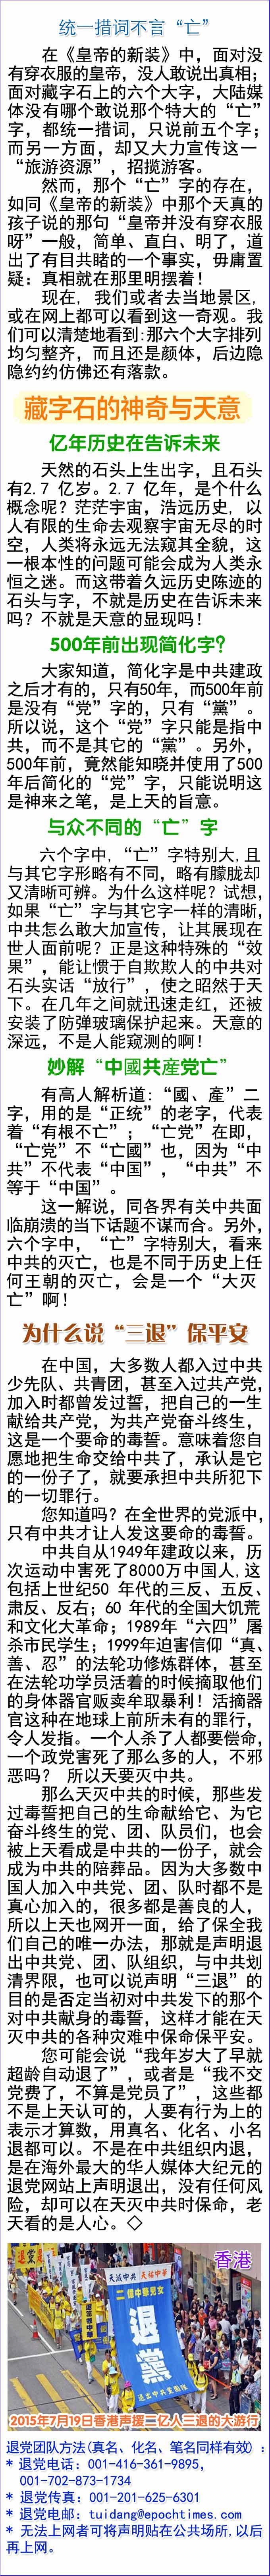 统一措词不言“亡”
在《皇帝的新装》中，面对没
有穿衣服的皇帝，没人敢说出真相；
面对藏字石上的六个大字，大陆媒
体没有哪个敢说那个特大的“亡”
字，都统一措词，只说前五个字；
而另一方面，却又大力宣传这一
“旅游资源”，招揽游客。
然而，那个“亡”字的存在，
如同《皇帝的新装》中那个天真的
孩子说的那句“皇帝并没有穿衣服
呀”一般，简单、直白、明了，道
出了有目共睹的一个事实，毋庸置
疑：真相就在那里明摆着！
现在，我们或者去当地景区，
或在网上都可以看到这一奇观。我
们可以清楚地看到:那六个大字排列
均匀整齐，而且还是颜体，后边隐
隐约约仿佛还有落款。
藏字石的神奇与天意
亿年历史在告诉未来
天然的石头上生出字，且石头
有2.7 亿岁。2.7 亿年，是个什么
概念呢？茫茫宇宙，浩远历史，以
人有限的生命去观察宇宙无尽的时
空，人类将永远无法窥其全貌，这
一根本性的问题可能会成为人类永
恒之迷。而这带着久远历史陈迹的
石头与字，不就是历史在告诉未来
吗？不就是天意的显现吗！
500年前出现简化字？
大家知道，简化字是中共建政
之后才有的，只有50年，而500年前
是没有“党”字的，只有“黨”。
所以说，这个“党”字只能是指中
共，而不是其它的“黨”。另外，
500年前，竟然能知晓并使用了500
年后简化的“党”字，只能说明这
是神来之笔，是上天的旨意。
与众不同的“亡”字
六个字中，“亡”字特别大,且
与其它字形略有不同，略有朦胧却
又清晰可辨。为什么这样呢？试想，
如果“亡”字与其它字一样的清晰，
中共怎么敢大加宣传，让其展现在
世人面前呢？正是这种特殊的“效
果”，能让惯于自欺欺人的中共对
石头实话“放行”，使之昭然于天
下。在几年之间就迅速走红，还被
安装了防弹玻璃保护起来。天意的
深远，不是人能窥测的啊！
妙解“中國共産党亡”
有高人解析道：“國、產”二
字，用的是“正统”的老字，代表
着“有根不亡”；“亡党”在即，
“亡党”不“亡國”也，因为“中
共”不代表“中国”，“中共”不
等于“中国”。
这一解说，同各界有关中共面
临崩溃的当下话题不谋而合。另外，
六个字中，“亡”字特别大，看来
中共的灭亡，也是不同于历史上任
何王朝的灭亡，会是一个“大灭
亡”啊！
为什么说“三退”保平安
在中国，大多数人都入过中共
少先队、共青团，甚至入过共产党，
加入时都曾发过誓，把自己的一生
献给共产党，为共产党奋斗终生，
这是一个要命的毒誓。意味着您自
愿地把生命交给中共了，承认是它
的一份子了，就要承担中共所犯下
的一切罪行。
您知道吗？在全世界的党派中，
只有中共才让人发这要命的毒誓。
中共自从1949年建政以来，历
次运动中害死了8000万中国人,这
包括上世纪50 年代的三反、五反、
肃反、反右；60 年代的全国大饥荒
和文化大革命；1989年“六四”屠
杀市民学生；1999年迫害信仰“真、
善、忍”的法轮功修炼群体，甚至
在法轮功学员活着的时候摘取他们
的身体器官贩卖牟取暴利！活摘器
官这种在地球上前所未有的罪行，
令人发指。一个人杀了人都要偿命，
一个政党害死了那么多的人，不邪
恶吗？ 所以天要灭中共。
那么天灭中共的时候，那些发
过毒誓把自己的生命献给它、为它
奋斗终生的党、团、队员们，也会
被上天看成是中共的一份子，就会
成为中共的陪葬品。因为大多数中
国人加入中共党、团、队时都不是
真心加入的，很多都是善良的人，
所以上天也网开一面，给了保全我
们自己的唯一办法，那就是声明退
出中共党、团、队组织，与中共划
清界限，也可以说声明“三退”的
目的是否定当初对中共发下的那个
对中共献身的毒誓，这样才能在天
灭中共的各种灾难中保命保平安。
您可能会说“我年岁大了早就
超龄自动退了”，或者是“我不交
党费了，不算是党员了”，这些都
不是上天认可的，人要有行为上的
表示才算数，用真名、化名、小名
退都可以。不是在中共组织内退，
是在海外最大的华人媒体大纪元的
退党网站上声明退出，没有任何风
险，却可以在天灭中共时保命，老
天看的是人心。◇
香港
天滅中共 天佑中華
二億中華兒女
退黨
退出中共党团队
2015年7月19日香港声援二亿人三退的大游行
退党团队方法(真名、化名、笔名同样有效)：
* 退党电话：001-416-361-9895，
001-702-873-1734
* 退党传真：001-201-625-6301
* 退党电邮：tuidang@epochtimes.com
* 无法上网者可将声明贴在公共场所,以后
再上网。